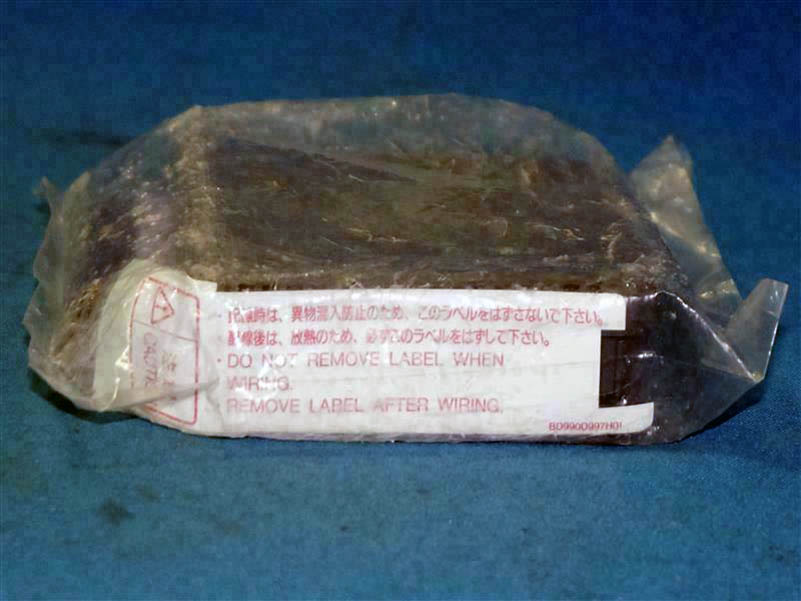 注意
CAUTION
・配線時は、異物混入防止のため、このラベルをはずさないで下さい。
配線後は、放熱のため、必ずこのラベルをはずして下さい。
・DO NOT REMOVE LABEL WHEN
WIRING.
REMOVE LABEL AFTER WIRING.
BD990D997H01